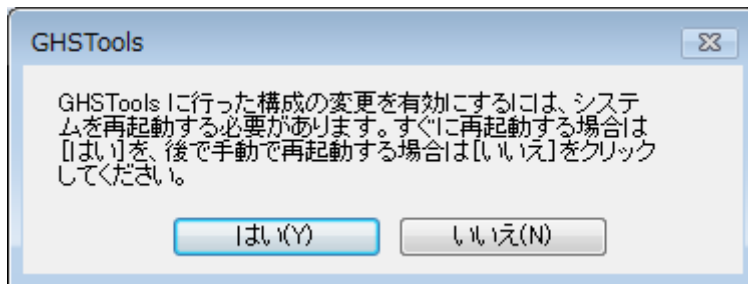 GHSTools
GHSTools に行った構成の変更を有効にするには、システ
ムを再起動する必要があります。すぐに再起動する場合は
[はい]を、後で手動で再起動する場合は[いいえ]をクリック
してください。
はい(Y)
いいえ(N)